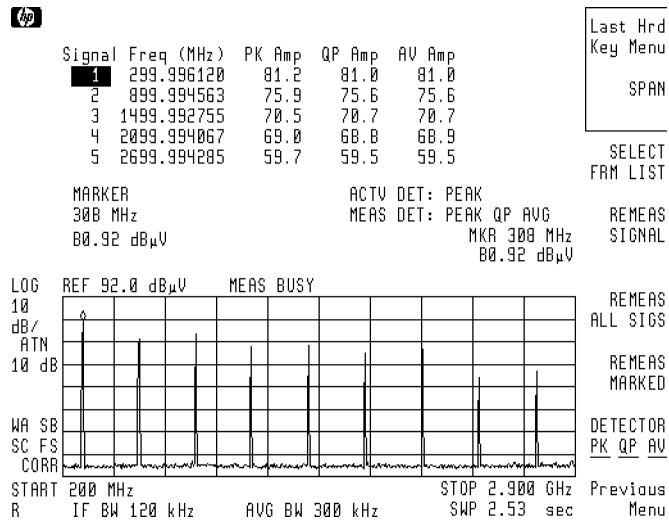 hp
Last Hrd
Key Menu
SPAN
Signal Freq (MHz) PK Amp QP Amp AV Amp
1 299.996120 81.2 81.0 81.0
2 899.994563 75.9 75.6 75.6
3 1499.992755 70.5 70.7 70.7
4 2099.994067 69.0 68.8 68.9
5 2699.994285 59.7 59.5 59.5
SELECT
FRM LIST
MARKER
308 MHz
80.92 dBµV
ACTV DET: PEAK
MEAS DET: PEAK QP AVG
MKR 308 MHz
80.92 dBµV
REMEAS
SIGNAL
LOG REF 92.0 dBµV MEAS BUSY
10
dB/
ATN
10 dB
REMEAS
ALL SIGS
REMEAS
MARKED
WA SB
SC FS
CORR
DETECTOR
PK QP AV
START 200 MHz STOP 2.900 GHz
R IF BW 120 kHz AVG BW 300 kHz SWP 2.53 sec
Previous
Menu